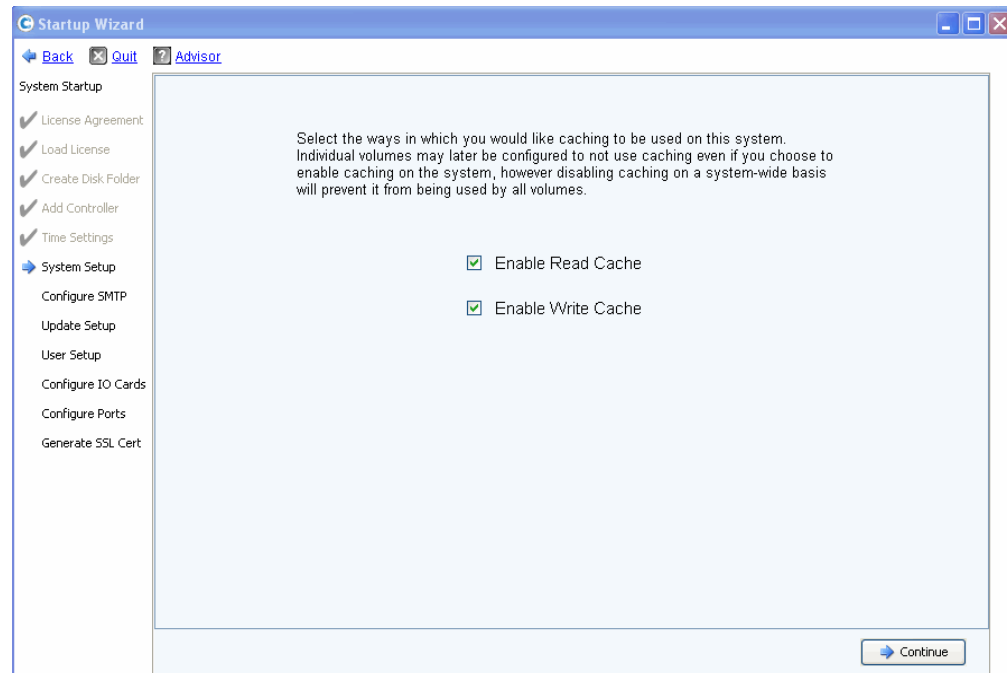 Startup Wizard
Back Quit ? Advisor
System Startup
License Agreement
Load License
Create Disk Folder
Add Controller
Time Settings
System Setup
Configure SMTP
Update Setup
User Setup
Configure IO Cards
Configure Ports
Generate SSL Cert
Select the ways in which you would like caching to be used on this system.
Individual volumes may later be configured to not use caching even if you choose to
enable caching on the system, however disabling caching on a system-wide basis
will prevent it from being used by all volumes.
Enable Read Cache
Enable Write Cache
Continue